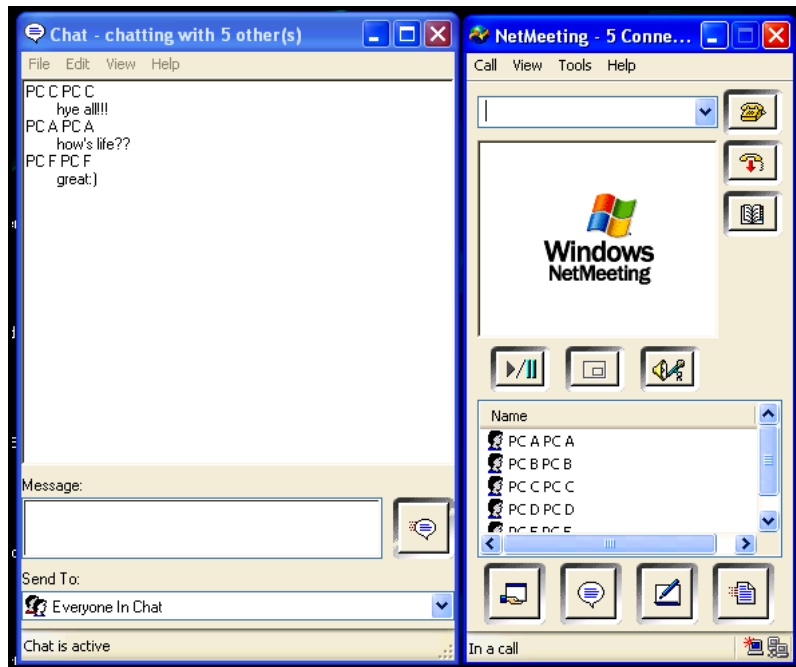 Chat - chatting with 5 other(s)
File Edit View Help
PC C PC C
hye all!!!
PC A PC A
how's life??
PC F PC F
great:)
Message:
Send To:
Everyone In Chat
Chat is active
NetMeeting - 5 Conne...
Call View Tools Help
Windows
NetMeeting
Name
PC A PC A
PC B PC B
PC C PC C
PC D PC D
In a call